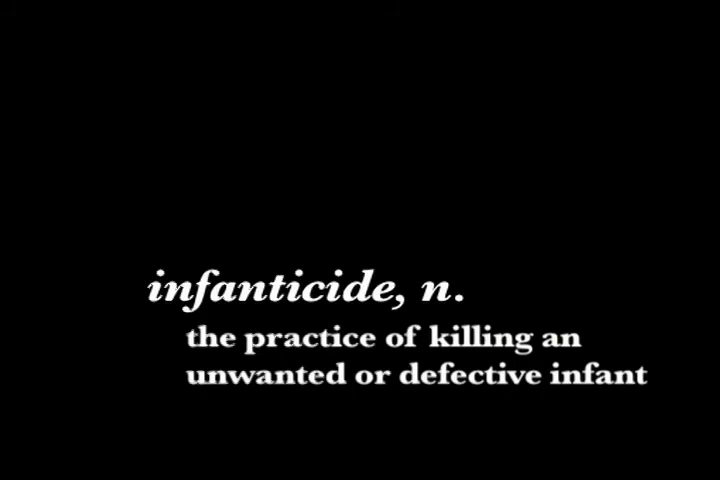 infanticide, n.
the practice of killing an
unwanted or defective infant